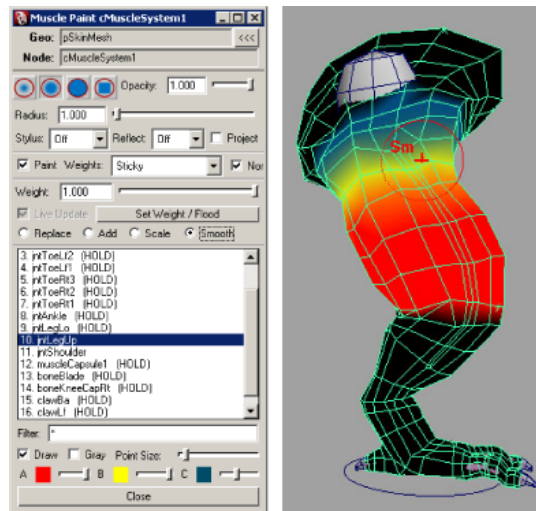 Muscle Paint cMuscleSystem1
Geo: pSkinMesh <<<
Node: cMuscleSystem1
Opacity: 1.000
Radius: 1.000
Stylus: Off Reflect: Off Project
Paint Weights: Sticky Nor
Weight: 1.000
Live Update Set Weight / Flood
Replace Add Scale Smooth
3. jntToeLf2 (HOLD)
4. jntToeLf1 (HOLD)
5. jntToeRt3 (HOLD)
6. jntToeRt2 (HOLD)
7. jntToeRt1 (HOLD)
8. jntAnkle (HOLD)
9. jntLegLo (HOLD)
10. jntLegUp
11. jntShoulder
12. muscleCapsule1 (HOLD)
13. boneBlade (HOLD)
14. boneKneeCapRt (HOLD)
15. clawBa (HOLD)
16. clawLf (HOLD)
Filter: *
Draw Gray Point Size:
A B C
Close
Sm